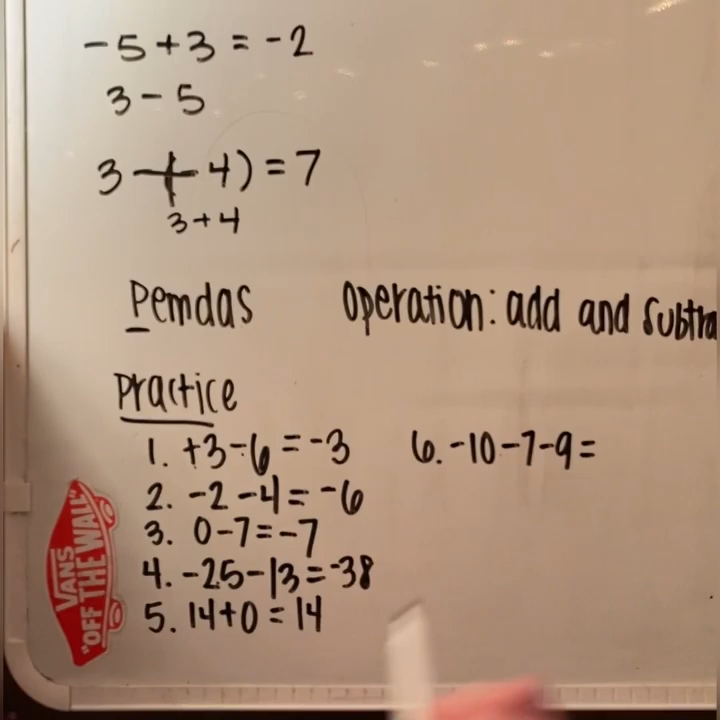 -5+3 = -2
3 - 5
3 -(- 4) = 7
3+4
Pemdas
Operation: add and Subtra
Practice
1. +3-6 = -3
2. -2-4 = -6
3. 0-7 = -7
4. -25-13 = -38
5. 14+0 = 14
6. -10-7-9=
VANS
"OFF THE WALL"